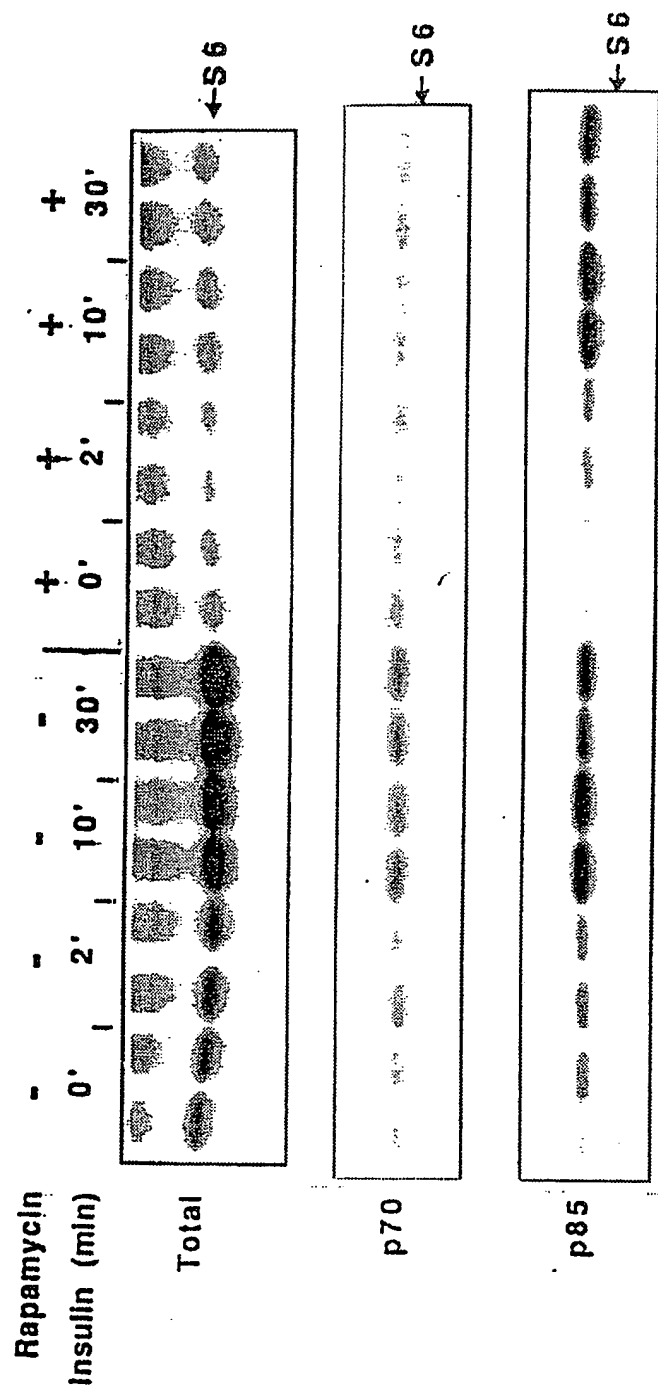 Rapamycin - - - - + + + +
Insulin (min) 0' 2' 10' 30' 0' 2' 10' 30'
Total ←S6
p70 ←S6
p85 ←S6